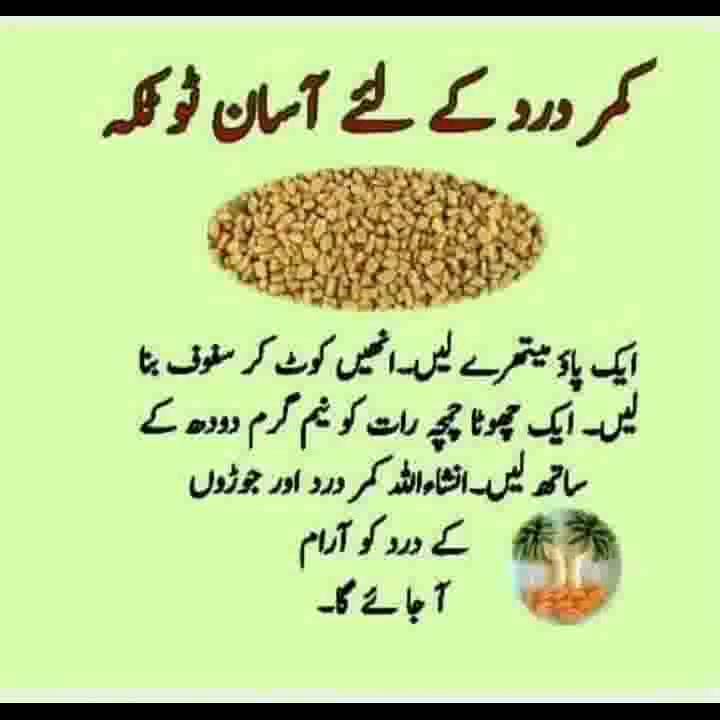 کمر درد کے لئے آسان ٹوٹکہ
ایک پاؤ میتھرے لیں۔انھیں کوٹ کر سفوف بنا
لیں۔ ایک چھوٹا چمچہ رات کو نیم گرم دودھ کے
ساتھ لیں۔انشاءاللہ کمر درد اور جوڑوں
کے درد کو آرام
آ جائے گا۔